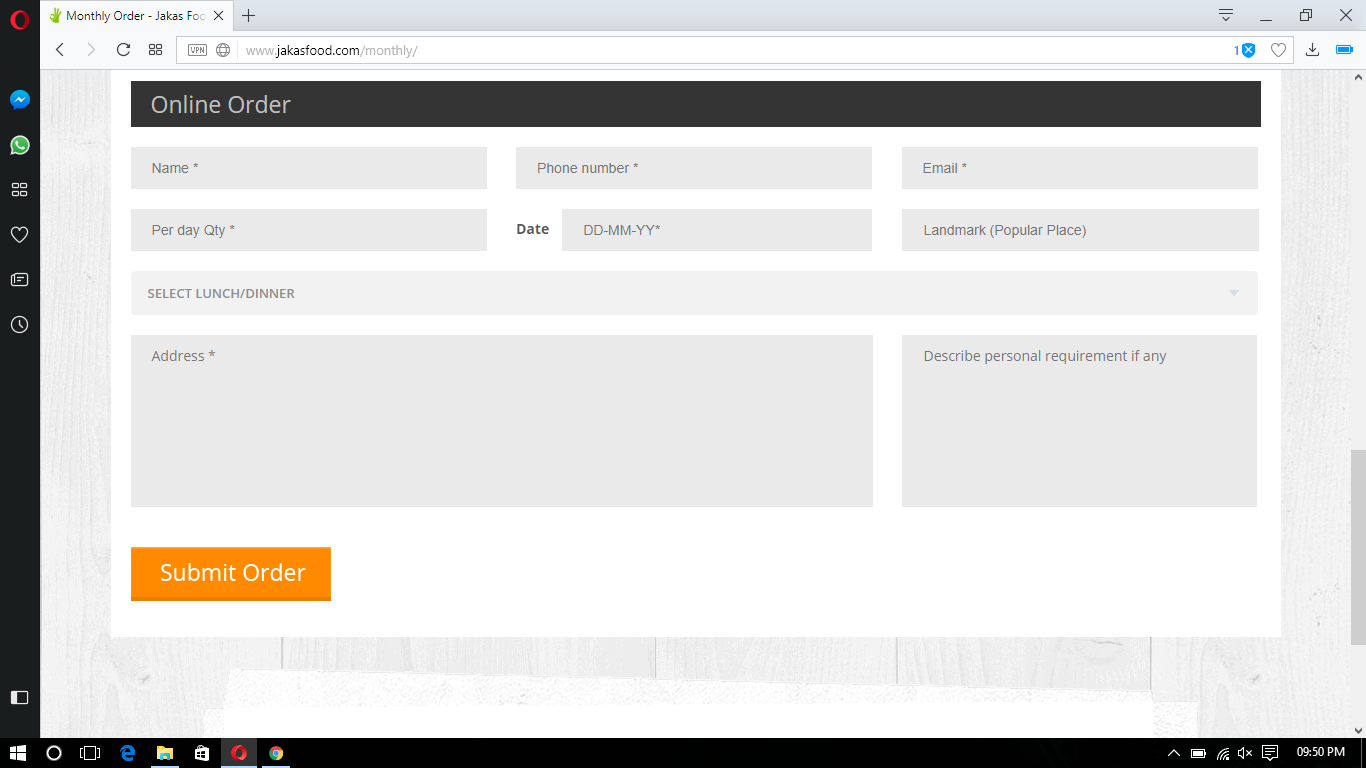 Monthly Order - Jakas Foo
VPN www.jakasfood.com/monthly/ 1
Online Order
Name * Phone number * Email *
Per day Qty * Date DD-MM-YY* Landmark (Popular Place)
SELECT LUNCH/DINNER
Address * Describe personal requirement if any
Submit Order
09:50 PM